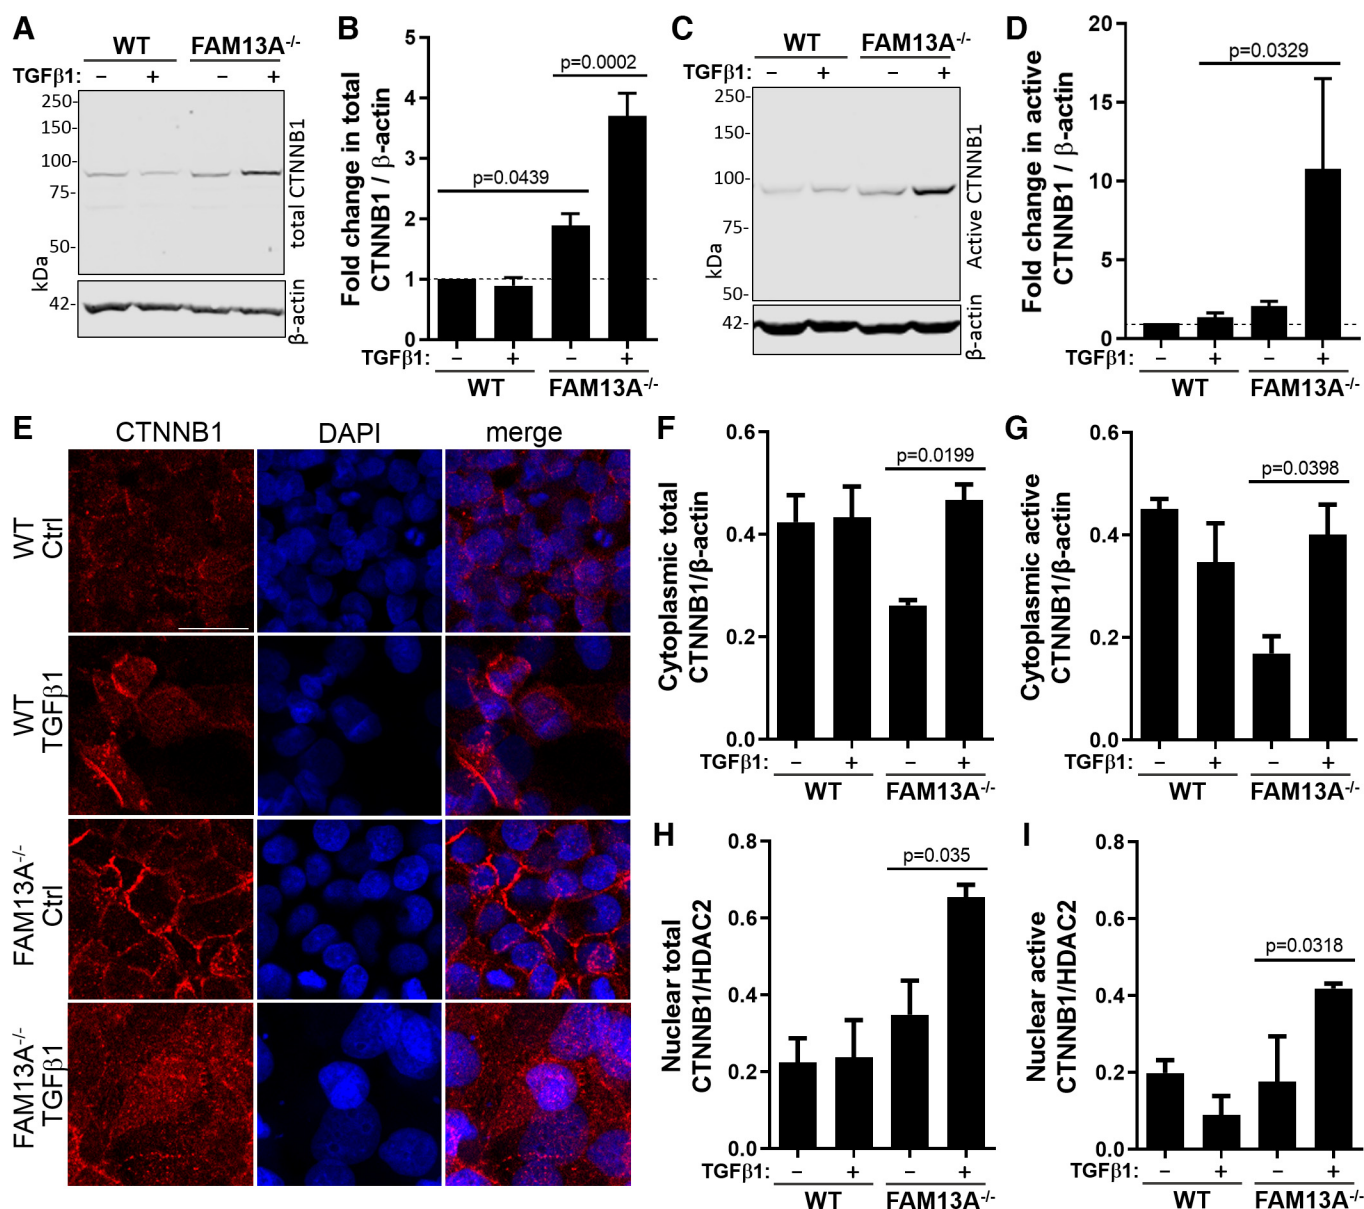 A
WT FAM13A-/-
TGFβ1: – + – +
250-
150-
100-
75-
50-
42-
kDa
total CTNNB1
β-actin
B
Fold change in total
CTNNB1 / β-actin
5
4
3
2
1
0
p=0.0439
p=0.0002
TGFβ1: – + – +
WT FAM13A-/-
C
WT FAM13A-/-
TGFβ1: – + – +
250-
150-
100-
75-
50-
42-
kDa
Active CTNNB1
β-actin
D
Fold change in active
CTNNB1 / β-actin
20
15
10
5
0
p=0.0329
TGFβ1: – + – +
WT FAM13A-/-
E
CTNNB1 DAPI merge
WT
Ctrl
WT
TGFβ1
FAM13A-/-
Ctrl
FAM13A-/-
TGFβ1
F
Cytoplasmic total
CTNNB1/β-actin
0.6
0.4
0.2
0.0
p=0.0199
TGFβ1: – + – +
WT FAM13A-/-
G
Cytoplasmic active
CTNNB1/β-actin
0.6
0.4
0.2
0.0
p=0.0398
TGFβ1: – + – +
WT FAM13A-/-
H
Nuclear total
CTNNB1/HDAC2
0.8
0.6
0.4
0.2
0.0
p=0.035
TGFβ1: – + – +
WT FAM13A-/-
I
Nuclear active
CTNNB1/HDAC2
0.8
0.6
0.4
0.2
0.0
p=0.0318
TGFβ1: – + – +
WT FAM13A-/-